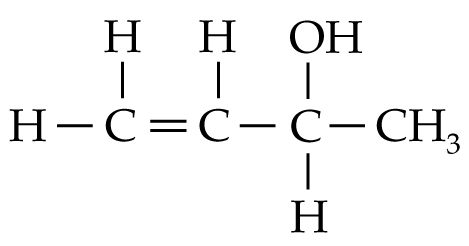 H H OH
H – C = C – C – CH₃
H